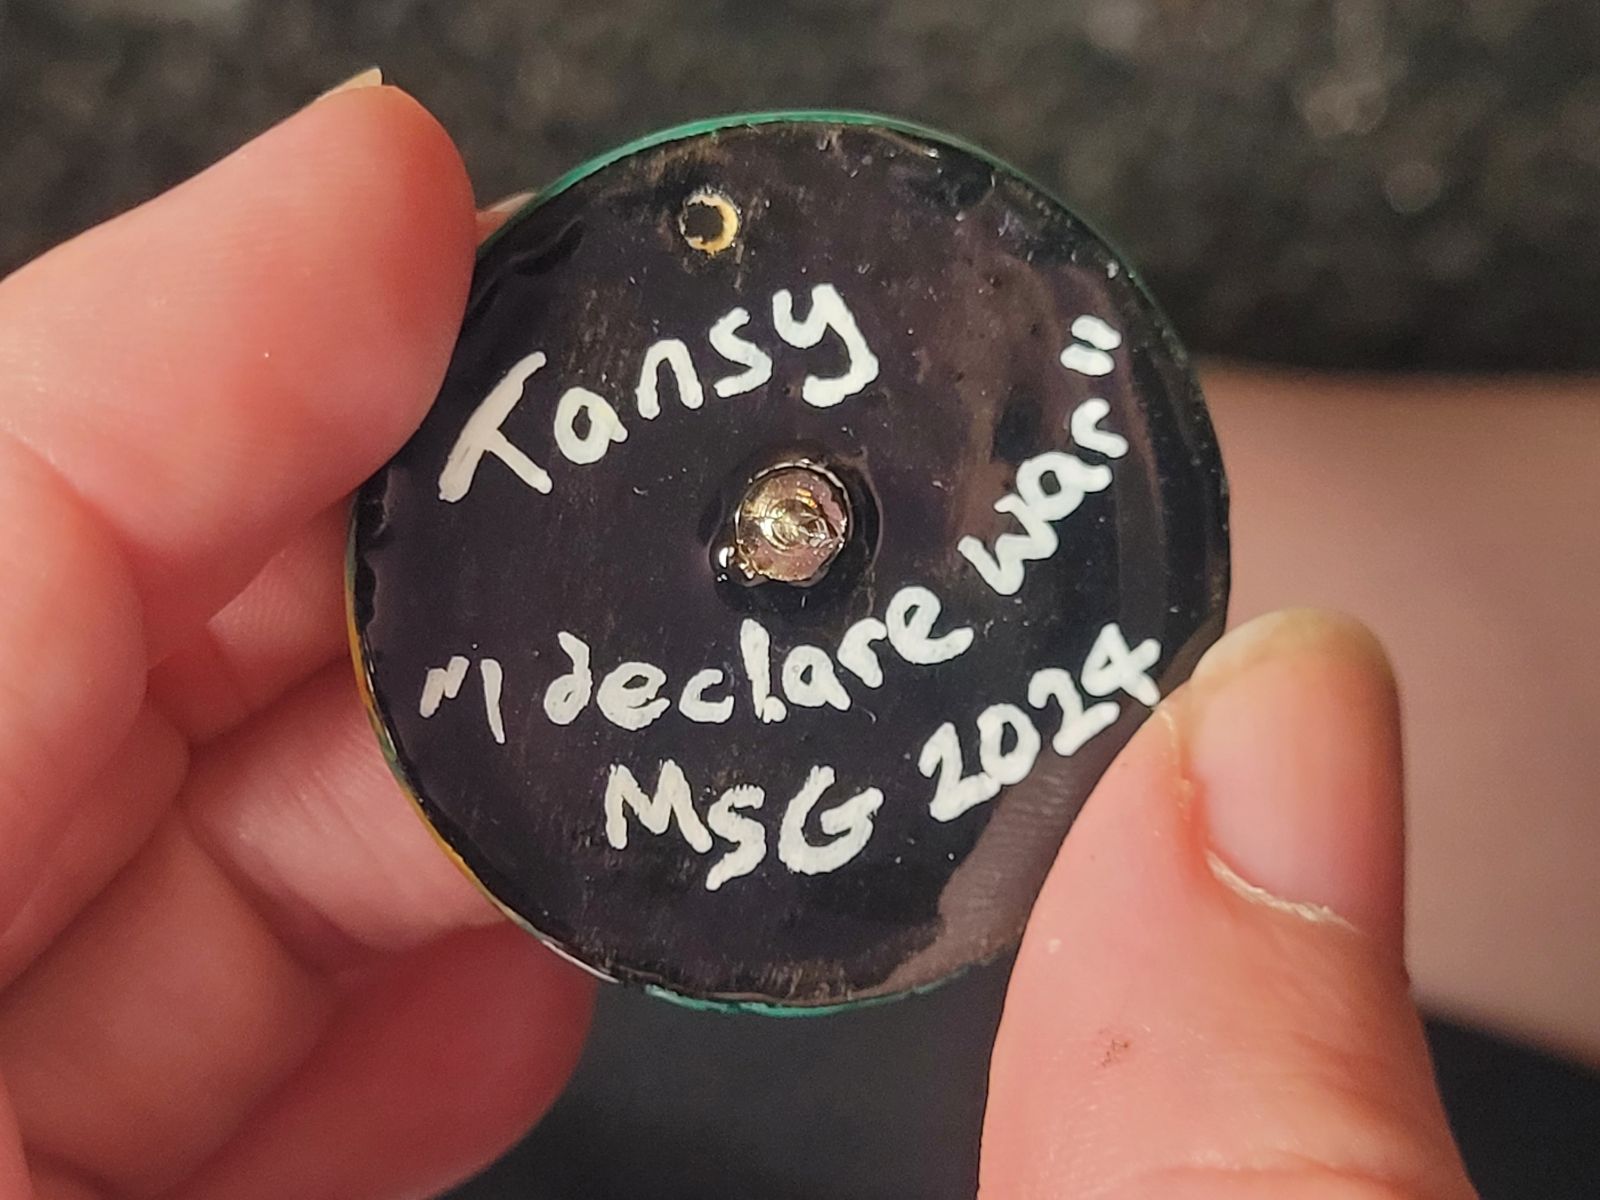 Tansy
"I declare war"
MSG 2024